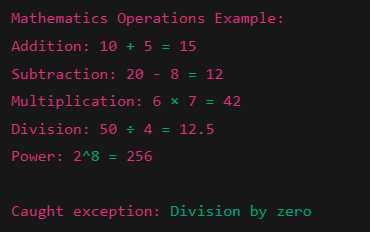 Mathematics Operations Example:
Addition: 10 + 5 = 15
Subtraction: 20 - 8 = 12
Multiplication: 6 × 7 = 42
Division: 50 ÷ 4 = 12.5
Power: 2^8 = 256
Caught exception: Division by zero